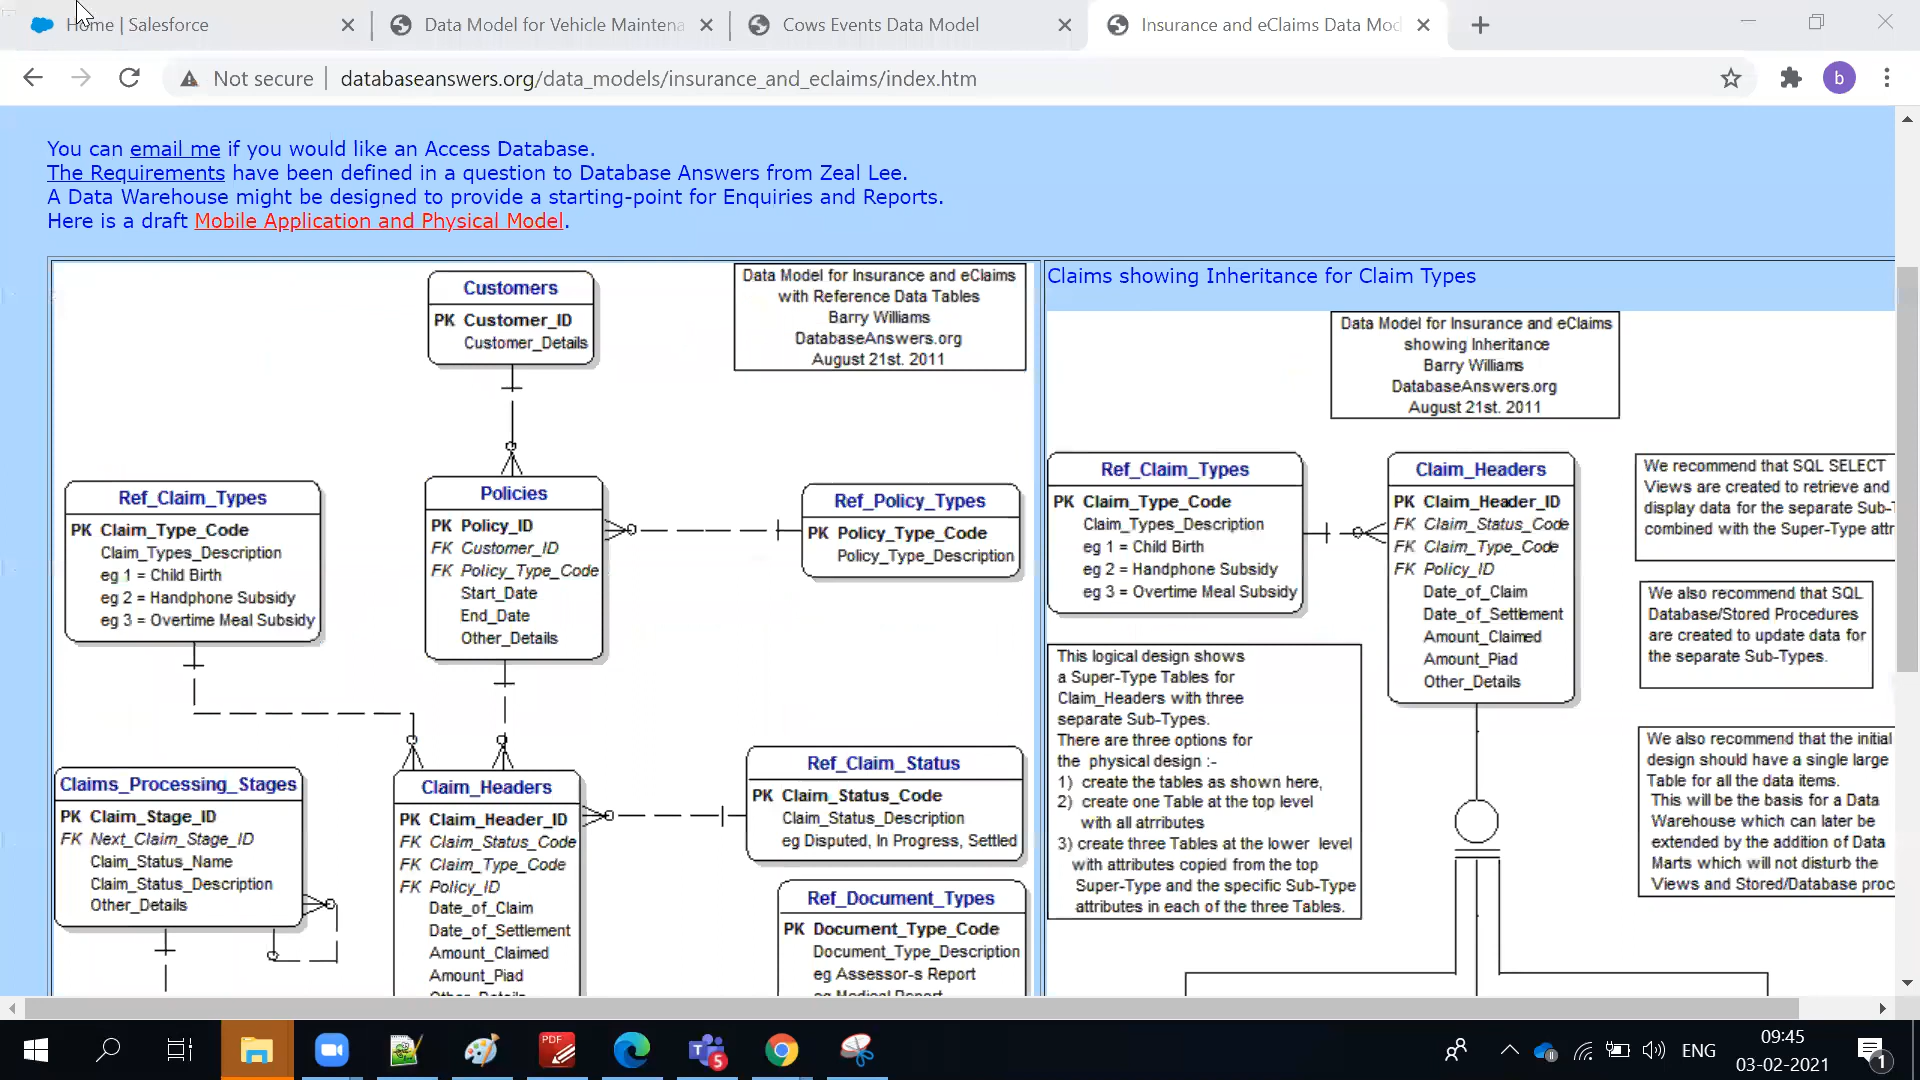 Home | Salesforce
Data Model for Vehicle Maintena
Cows Events Data Model
Insurance and eClaims Data Mod
Not secure
databaseanswers.org/data_models/insurance_and_eclaims/index.htm
b
You can email me if you would like an Access Database.
The Requirements have been defined in a question to Database Answers from Zeal Lee.
A Data Warehouse might be designed to provide a starting-point for Enquiries and Reports.
Here is a draft Mobile Application and Physical Model.
Customers
PK Customer_ID
Customer_Details
Data Model for Insurance and eClaims
with Reference Data Tables
Barry Williams
DatabaseAnswers.org
August 21st. 2011
Ref_Claim_Types
PK Claim_Type_Code
Claim_Types_Description
eg 1 = Child Birth
eg 2 = Handphone Subsidy
eg 3 = Overtime Meal Subsidy
Policies
PK Policy_ID
FK Customer_ID
FK Policy_Type_Code
Start_Date
End_Date
Other_Details
Ref_Policy_Types
PK Policy_Type_Code
Policy_Type_Description
Claims_Processing_Stages
PK Claim_Stage_ID
FK Next_Claim_Stage_ID
Claim_Status_Name
Claim_Status_Description
Other_Details
Claim_Headers
PK Claim_Header_ID
FK Claim_Status_Code
FK Claim_Type_Code
FK Policy_ID
Date_of_Claim
Date_of_Settlement
Amount_Claimed
Amount_Piad
Other_Details
Ref_Claim_Status
PK Claim_Status_Code
Claim_Status_Description
eg Disputed, In Progress, Settled
Ref_Document_Types
PK Document_Type_Code
Document_Type_Description
eg Assessor-s Report
eg Medical Report
Claims showing Inheritance for Claim Types
Data Model for Insurance and eClaims
showing Inheritance
Barry Williams
DatabaseAnswers.org
August 21st. 2011
Ref_Claim_Types
PK Claim_Type_Code
Claim_Types_Description
eg 1 = Child Birth
eg 2 = Handphone Subsidy
eg 3 = Overtime Meal Subsidy
Claim_Headers
PK Claim_Header_ID
FK Claim_Status_Code
FK Claim_Type_Code
FK Policy_ID
Date_of_Claim
Date_of_Settlement
Amount_Claimed
Amount_Piad
Other_Details
We recommend that SQL SELECT
Views are created to retrieve and
display data for the separate Sub-
combined with the Super-Type attr
We also recommend that SQL
Database/Stored Procedures
are created to update data for
the separate Sub-Types.
This logical design shows
a Super-Type Tables for
Claim_Headers with three
separate Sub-Types.
There are three options for
the physical design :-
1) create the tables as shown here,
2) create one Table at the top level
with all atrributes
3) create three Tables at the lower level
with attributes copied from the top
Super-Type and the specific Sub-Type
attributes in each of the three Tables.
We also recommend that the initial
design should have a single large
Table for all the data items.
This will be the basis for a Data
Warehouse which can later be
extended by the addition of Data
Marts which will not disturb the
Views and Stored/Database proc
PDF
5
ENG
09:45
03-02-2021
1